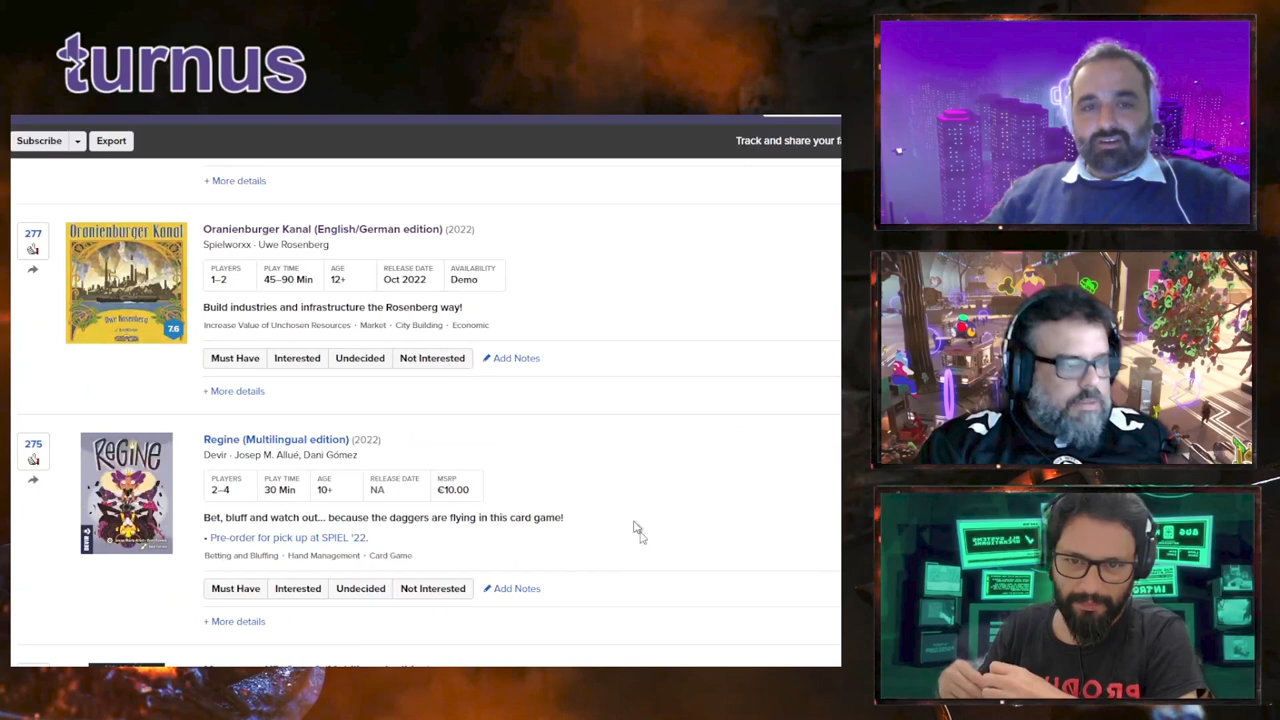 turnus
Subscribe
Export
Track and share your fa
+ More details
277
Oranienburger Kanal
Uwe Rosenberg
7.6
Oranienburger Kanal (English/German edition) (2022)
Spielworxx · Uwe Rosenberg
PLAYERS PLAY TIME AGE RELEASE DATE AVAILABILITY
1–2 45–90 Min 12+ Oct 2022 Demo
Build industries and infrastructure the Rosenberg way!
Increase Value of Unchosen Resources · Market · City Building · Economic
Must Have Interested Undecided Not Interested Add Notes
+ More details
275
REGINE
Regine (Multilingual edition) (2022)
Devir · Josep M. Allué, Dani Gómez
PLAYERS PLAY TIME AGE RELEASE DATE MSRP
2–4 30 Min 10+ NA €10.00
Bet, bluff and watch out... because the daggers are flying in this card game!
• Pre-order for pick up at SPIEL '22.
Betting and Bluffing · Hand Management · Card Game
Must Have Interested Undecided Not Interested Add Notes
+ More details